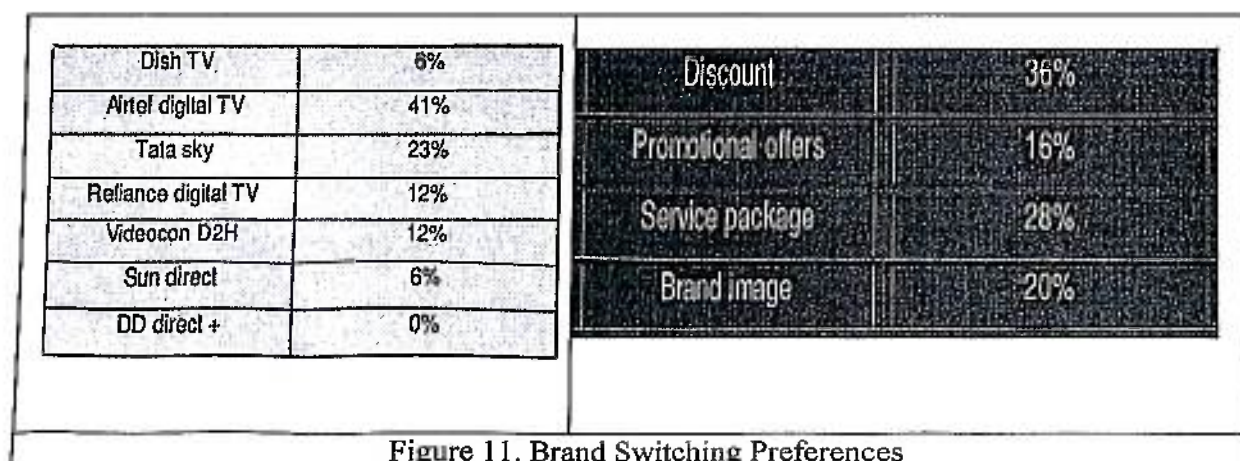 Dish TV 6%
Airtel digital TV 41%
Tata sky 23%
Reliance digital TV 12%
Videocon D2H 12%
Sun direct 6%
DD direct + 0%
Discount 36%
Promotional offers 16%
Service package 28%
Brand image 20%
Figure 11. Brand Switching Preferences